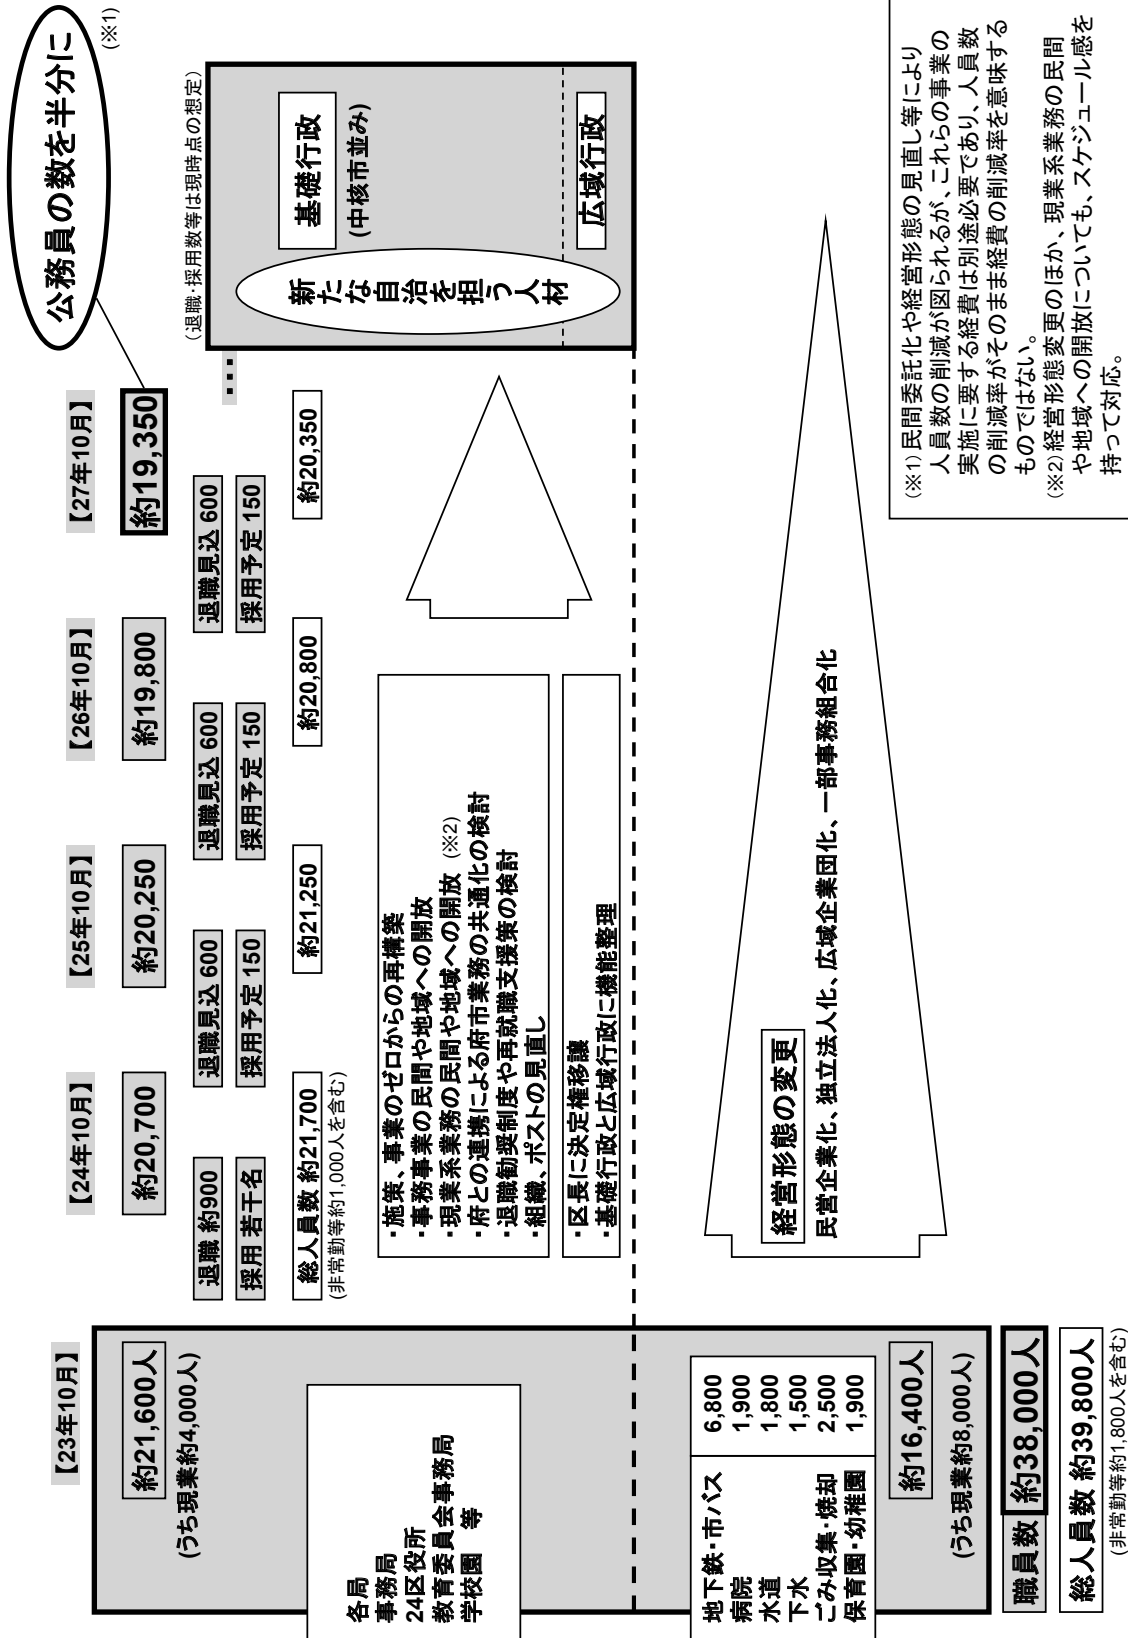 公務員の数を半分に
(※1)
【23年10月】
【24年10月】
【25年10月】
【26年10月】
【27年10月】
約21,600人
(うち現業約4,000人)
約20,700
約20,250
約19,800
約19,350
(退職・採用数等は現時点の想定)
退職 約900
採用 若干名
退職見込 600
採用予定 150
退職見込 600
採用予定 150
退職見込 600
採用予定 150
…
総人員数 約21,700
(非常勤等約1,000人を含む)
約21,250
約20,800
約20,350
各局
事務局
24区役所
教育委員会事務局
学校園 等
・施策、事業のゼロからの再構築
・事務事業の民間や地域への開放
・現業系業務の民間や地域への開放 (※2)
・府との連携による府市業務の共通化の検討
・退職勧奨制度や再就職支援策の検討
・組織、ポストの見直し
・区長に決定権移譲
・基礎行政と広域行政に機能整理
新たな自治を担う人材
基礎行政
(中核市並み)
広域行政
地下鉄・市バス 6,800
病院 1,900
水道 1,800
下水 1,500
ごみ収集・焼却 2,500
保育園・幼稚園 1,900
約16,400人
(うち現業約8,000人)
経営形態の変更
民営企業化、独立法人化、広域企業団化、一部事務組合化
職員数 約38,000人
総人員数 約39,800人
(非常勤等約1,800人を含む)
(※1)民間委託化や経営形態の見直し等により
人員数の削減が図られるが、これらの事業の
実施に要する経費は別途必要であり、人員数
の削減率がそのまま経費の削減率を意味する
ものではない。
(※2)経営形態変更のほか、現業系業務の民間
や地域への開放についても、スケジュール感を
持って対応。